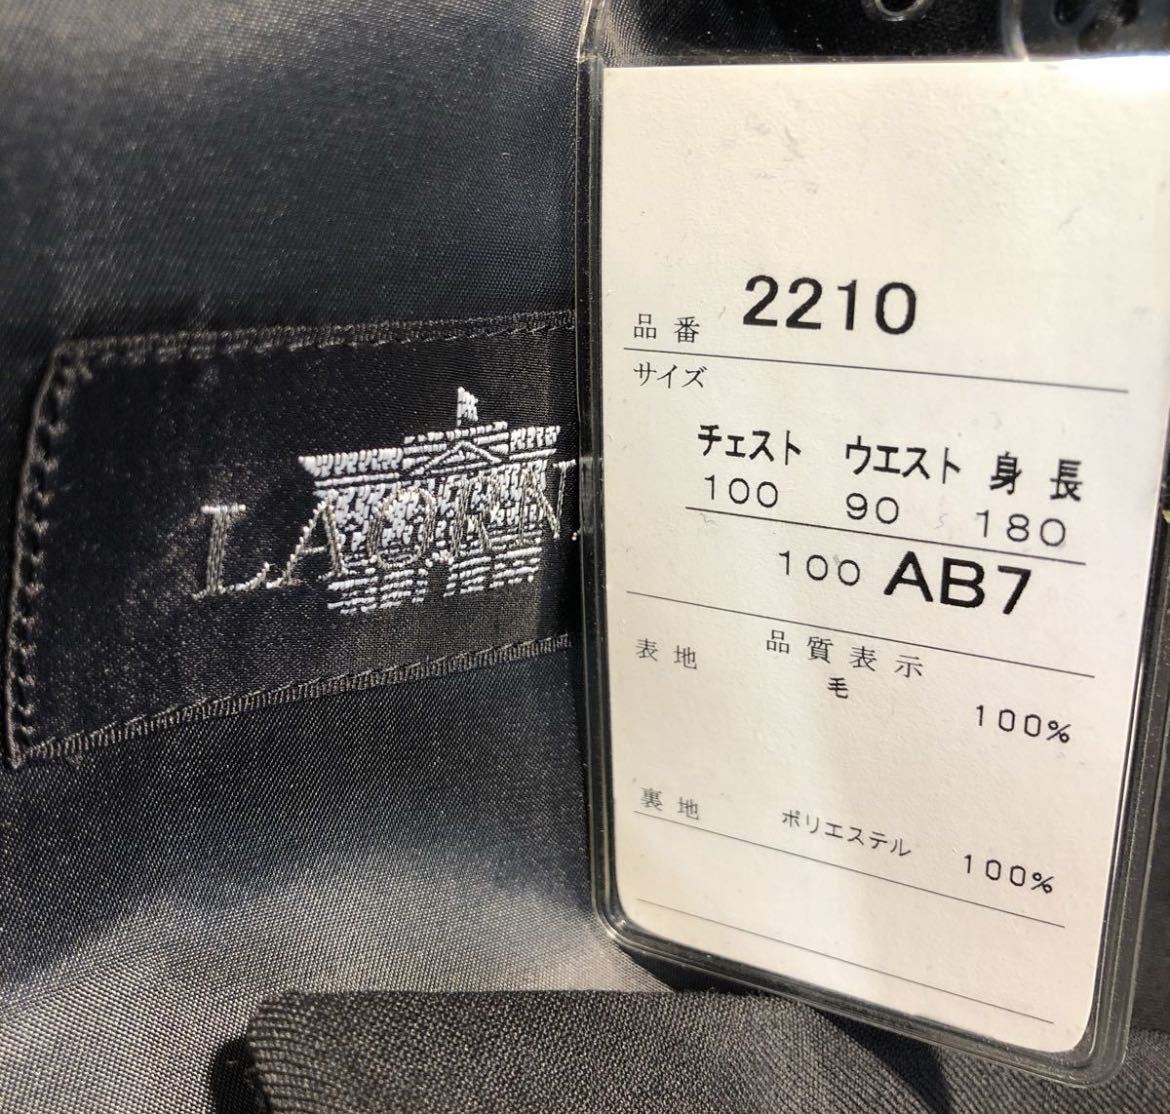 品番 2210
サイズ
チェスト ウエスト 身長
100 90 180
100 AB7
品質表示
表地 毛 100%
裏地 ポリエステル 100%